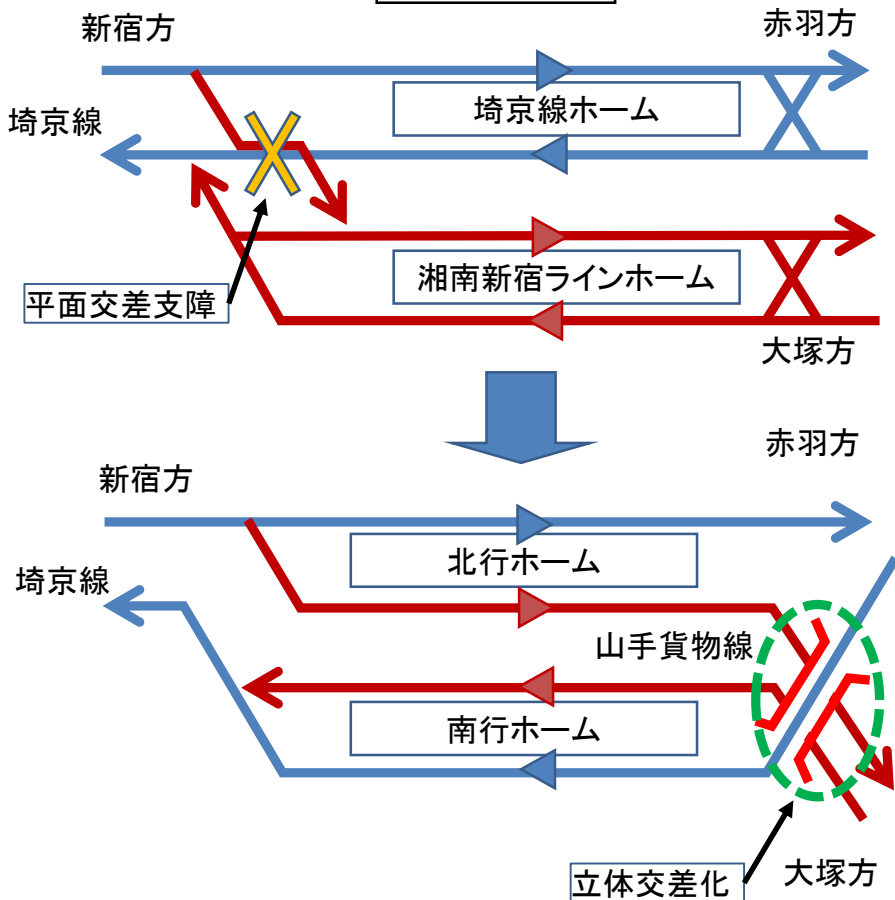 新宿方
赤羽方
埼京線ホーム
埼京線
湘南新宿ラインホーム
平面交差支障
大塚方
赤羽方
新宿方
北行ホーム
埼京線
山手貨物線
南行ホーム
立体交差化
大塚方